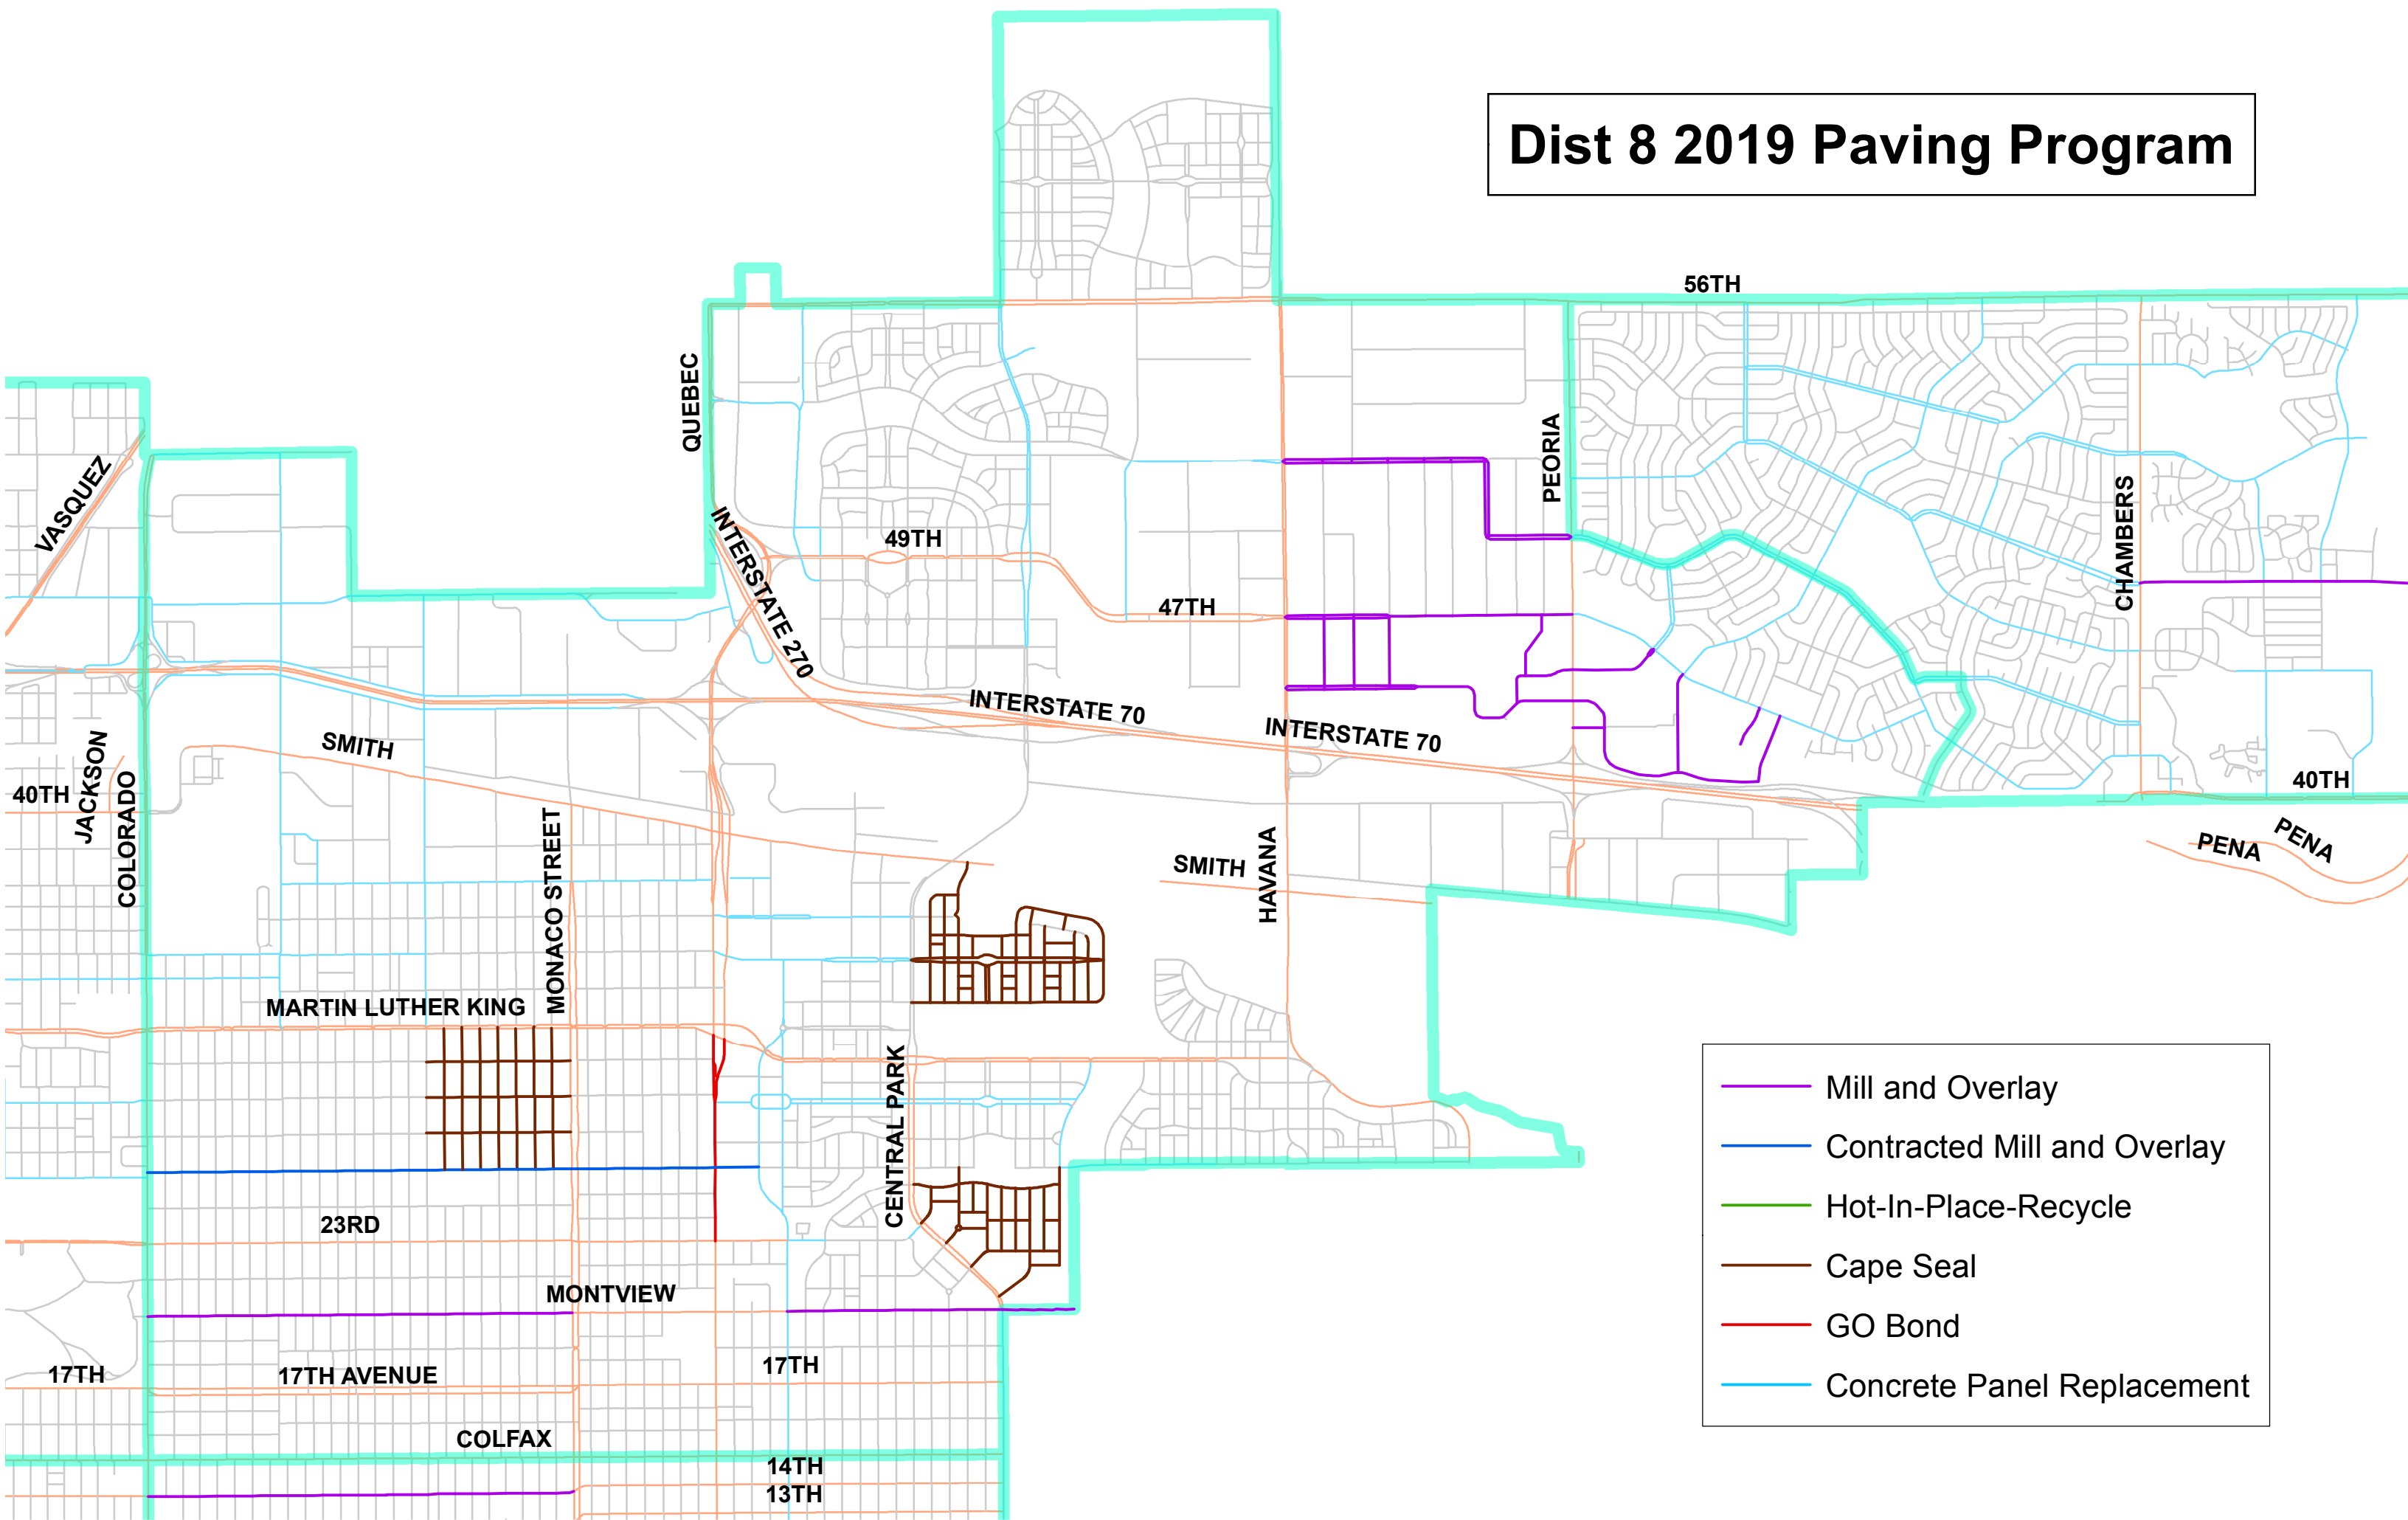 Dist 8 2019 Paving Program
56TH
QUEBEC
PEORIA
VASQUEZ
CHAMBERS
INTERSTATE 270
49TH
47TH
INTERSTATE 70
INTERSTATE 70
SMITH
JACKSON
40TH
COLORADO
40TH
MONACO STREET
PENA
PENA
SMITH
HAVANA
MARTIN LUTHER KING
CENTRAL PARK
23RD
MONTVIEW
17TH
17TH AVENUE
17TH
COLFAX
14TH
13TH
Mill and Overlay
Contracted Mill and Overlay
Hot-In-Place-Recycle
Cape Seal
GO Bond
Concrete Panel Replacement